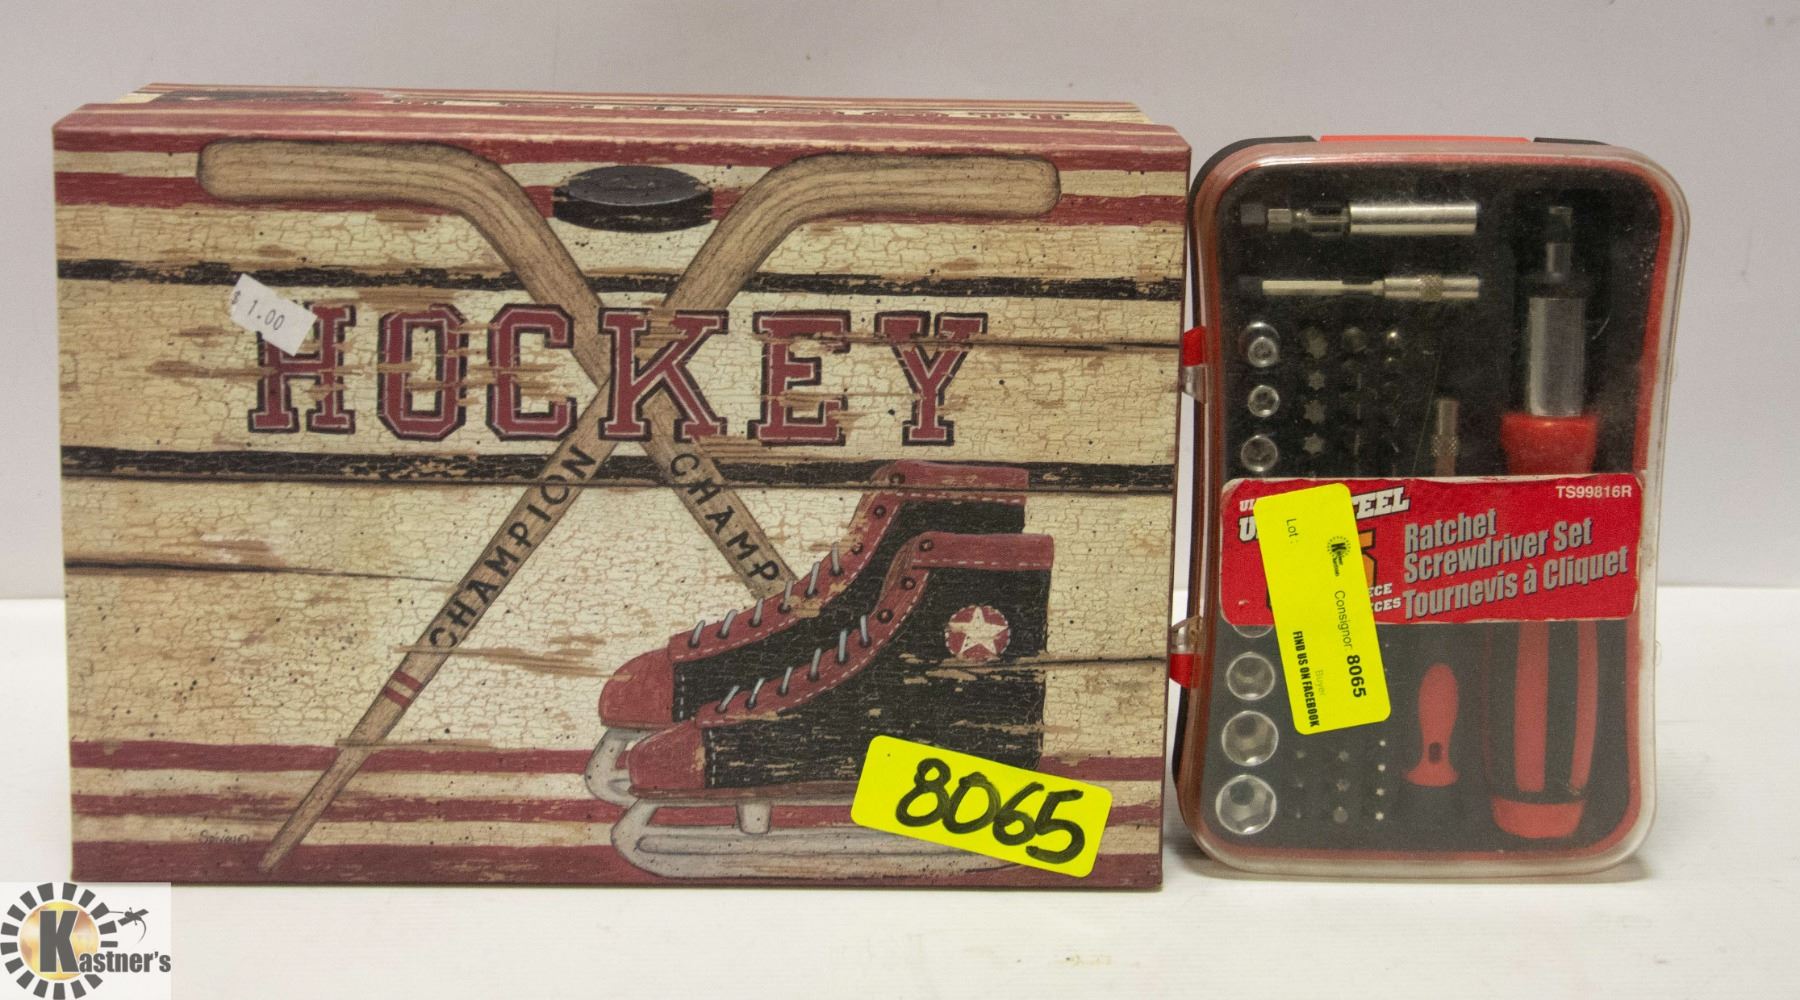 $1.00
HOCKEY
CHAMPION
CHAMP
8065
TS99816R
Ratchet
Screwdriver Set
Tournevis à Cliquet
Lot:
Consignor: 8065
Buyer
FIND US ON FACEBOOK
Kastner's